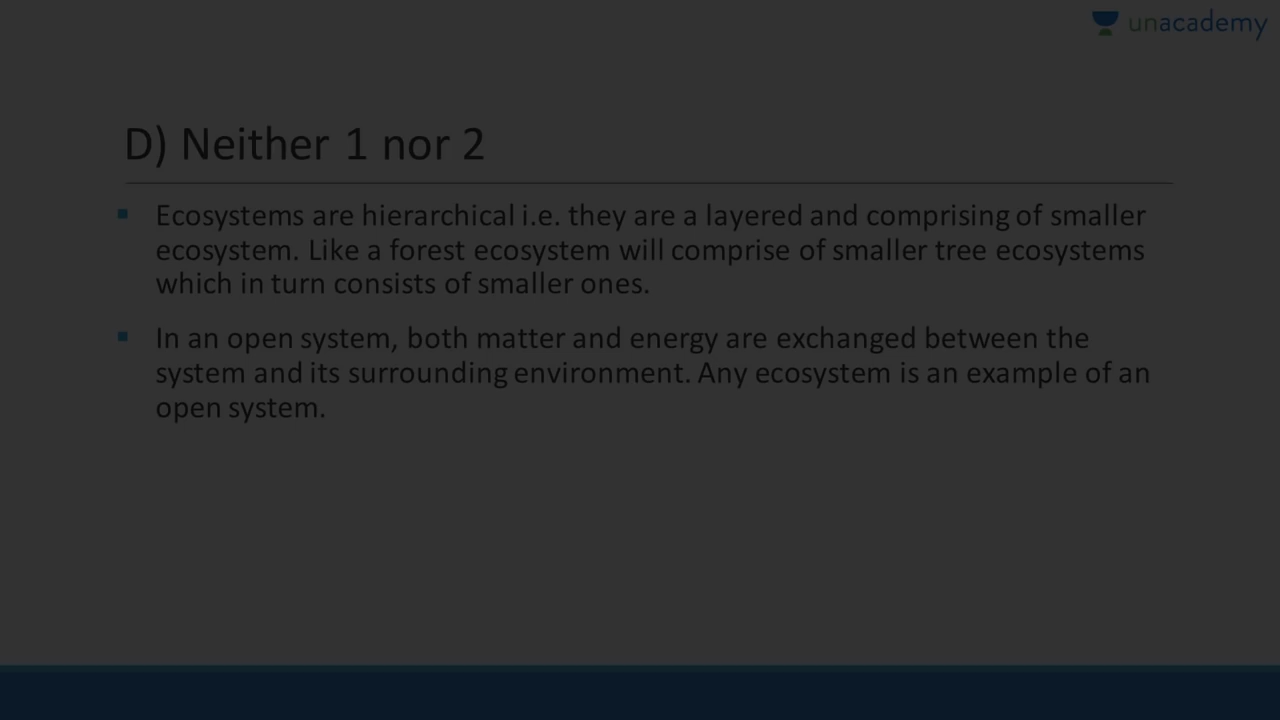 unacademy
D) Neither 1 nor 2
Ecosystems are hierarchical i.e. they are a layered and comprising of smaller
ecosystem. Like a forest ecosystem will comprise of smaller tree ecosystems
which in turn consists of smaller ones.
In an open system, both matter and energy are exchanged between the
system and its surrounding environment. Any ecosystem is an example of an
open system.